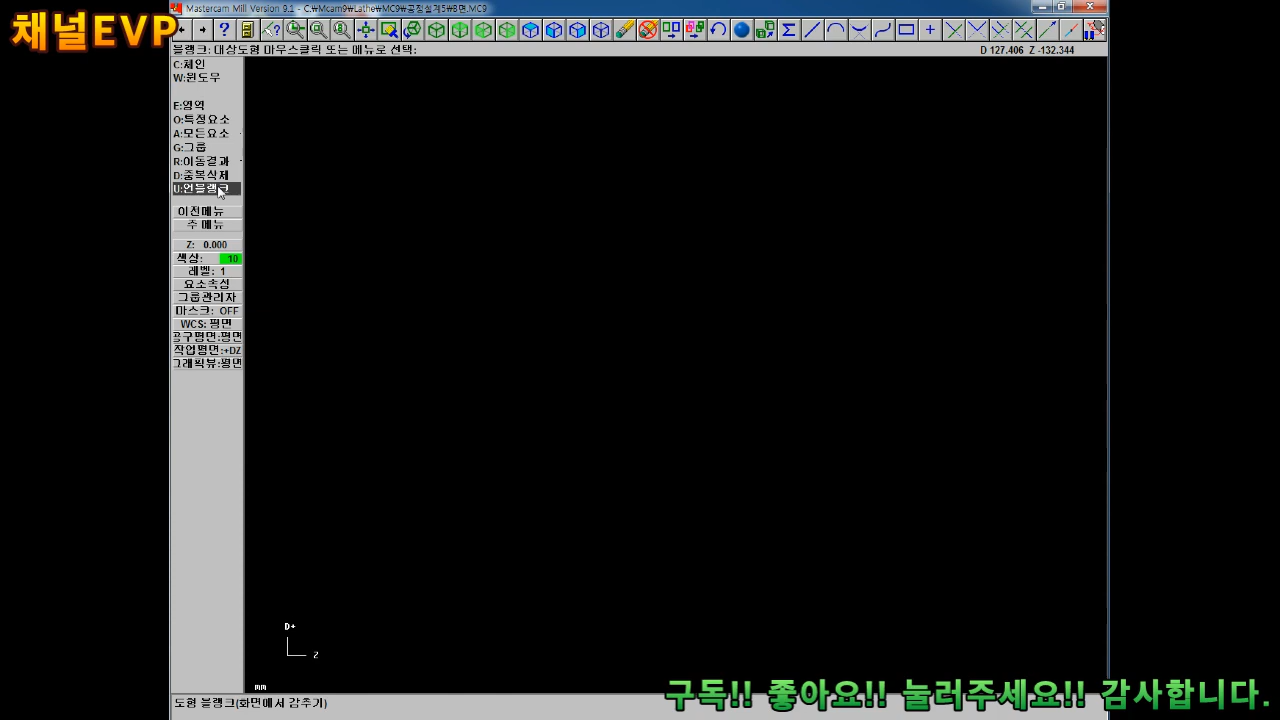 채널EVP
Mastercam Mill Version 9.1 - C:₩Mcam9₩Lathe₩MC9₩공정설계5₩B면.MC9
블랭크: 대상도형 마우스클릭 또는 메뉴로 선택:
D 127.406 Z -132.344
C:체인
W:윈도우
E:영역
O:특정요소
A:모든요소
G:그룹
R:이동결과
D:중복삭제
U:언블랭크
이전메뉴
주 메뉴
Z: 0.000
색상: 10
레벨: 1
요소속성
그룹관리자
마스크: OFF
WCS: 평면
공구평면:평면
작업평면:+DZ
그래픽뷰:평면
D+
Z
mm
도형 블랭크(화면에서 감추기)
구독!! 좋아요!! 눌러주세요!! 감사합니다.